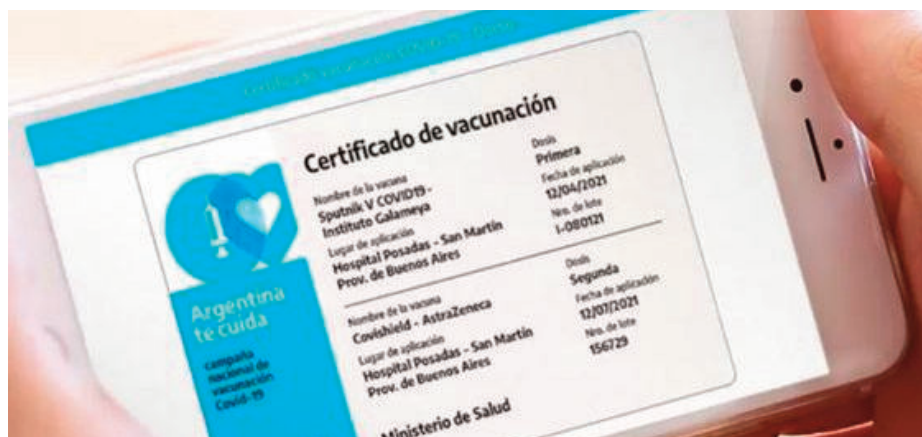 Certificado de vacunación
Nombre de la vacuna
Sputnik V COVID19 -
Instituto Galameya
Lugar de aplicación
Hospital Posadas - San Martín
Prov. de Buenos Aires
Dosis
Primera
Fecha de aplicación
12/04/2021
Nro. de lote
I-080121
Nombre de la vacuna
Covishield - AstraZeneca
Lugar de aplicación
Hospital Posadas - San Martín
Prov. de Buenos Aires
Dosis
Segunda
Fecha de aplicación
12/07/2021
Nro. de lote
156729
Argentina
te cuida
campaña
nacional de
vacunación
Covid-19
Ministerio de Salud